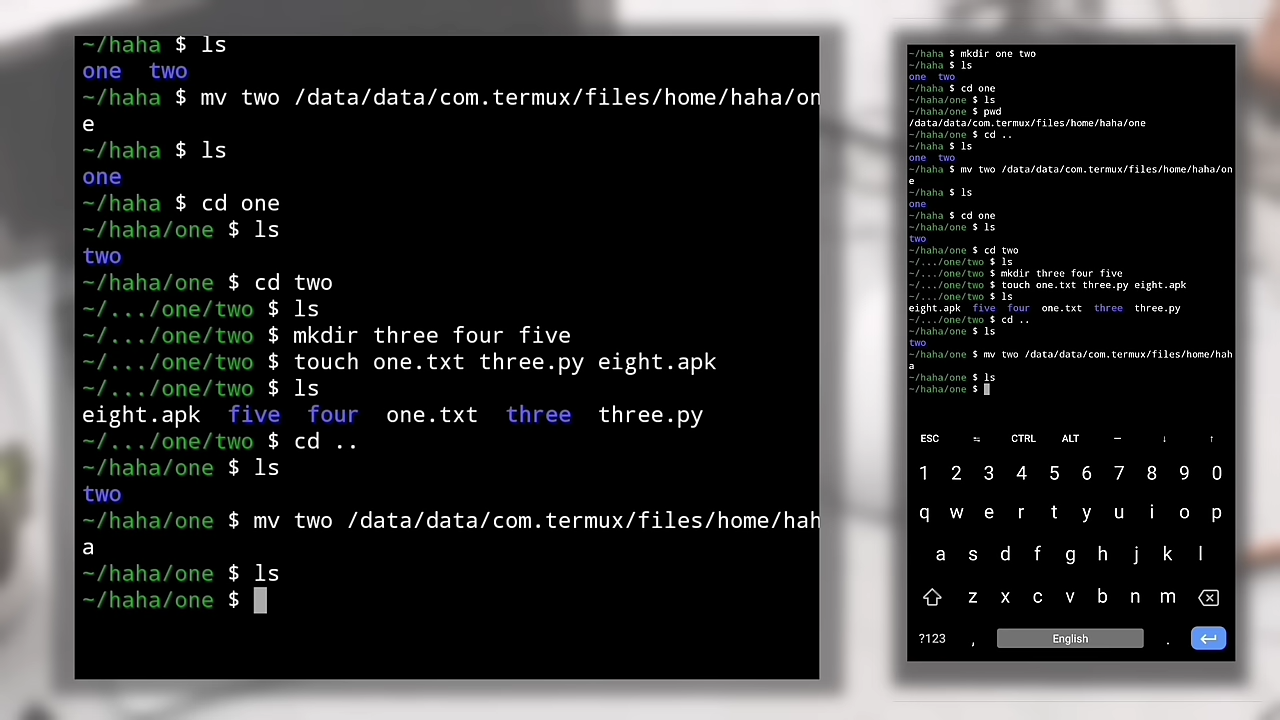 ~/haha $ ls
one  two
~/haha $ mv two /data/data/com.termux/files/home/haha/on
e
~/haha $ ls
one
~/haha $ cd one
~/haha/one $ ls
two
~/haha/one $ cd two
~/.../one/two $ ls
~/.../one/two $ mkdir three four five
~/.../one/two $ touch one.txt three.py eight.apk
~/.../one/two $ ls
eight.apk  five  four  one.txt  three  three.py
~/.../one/two $ cd ..
~/haha/one $ ls
two
~/haha/one $ mv two /data/data/com.termux/files/home/hah
a
~/haha/one $ ls
~/haha/one $
~/haha $ mkdir one two
~/haha $ ls
one  two
~/haha $ cd one
~/haha/one $ ls
~/haha/one $ pwd
/data/data/com.termux/files/home/haha/one
~/haha/one $ cd ..
~/haha $ ls
one  two
~/haha $ mv two /data/data/com.termux/files/home/haha/on
e
~/haha $ ls
one
~/haha $ cd one
~/haha/one $ ls
two
~/haha/one $ cd two
~/.../one/two $ ls
~/.../one/two $ mkdir three four five
~/.../one/two $ touch one.txt three.py eight.apk
~/.../one/two $ ls
eight.apk  five  four  one.txt  three  three.py
~/.../one/two $ cd ..
~/haha/one $ ls
two
~/haha/one $ mv two /data/data/com.termux/files/home/hah
a
~/haha/one $ ls
~/haha/one $
ESC ⇆ CTRL ALT — ↓ ↑
1 2 3 4 5 6 7 8 9 0
q w e r t y u i o p
a s d f g h j k l
z x c v b n m
?123 , English .